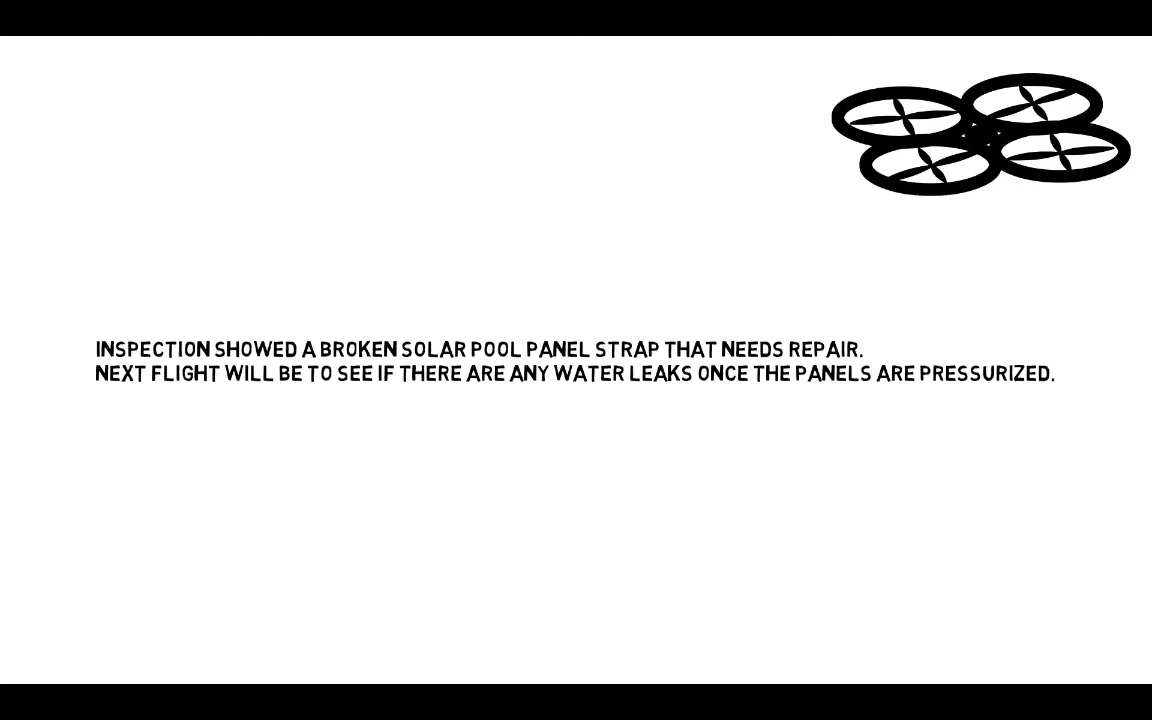 INSPECTION SHOWED A BROKEN SOLAR POOL PANEL STRAP THAT NEEDS REPAIR.
NEXT FLIGHT WILL BE TO SEE IF THERE ARE ANY WATER LEAKS ONCE THE PANELS ARE PRESSURIZED.